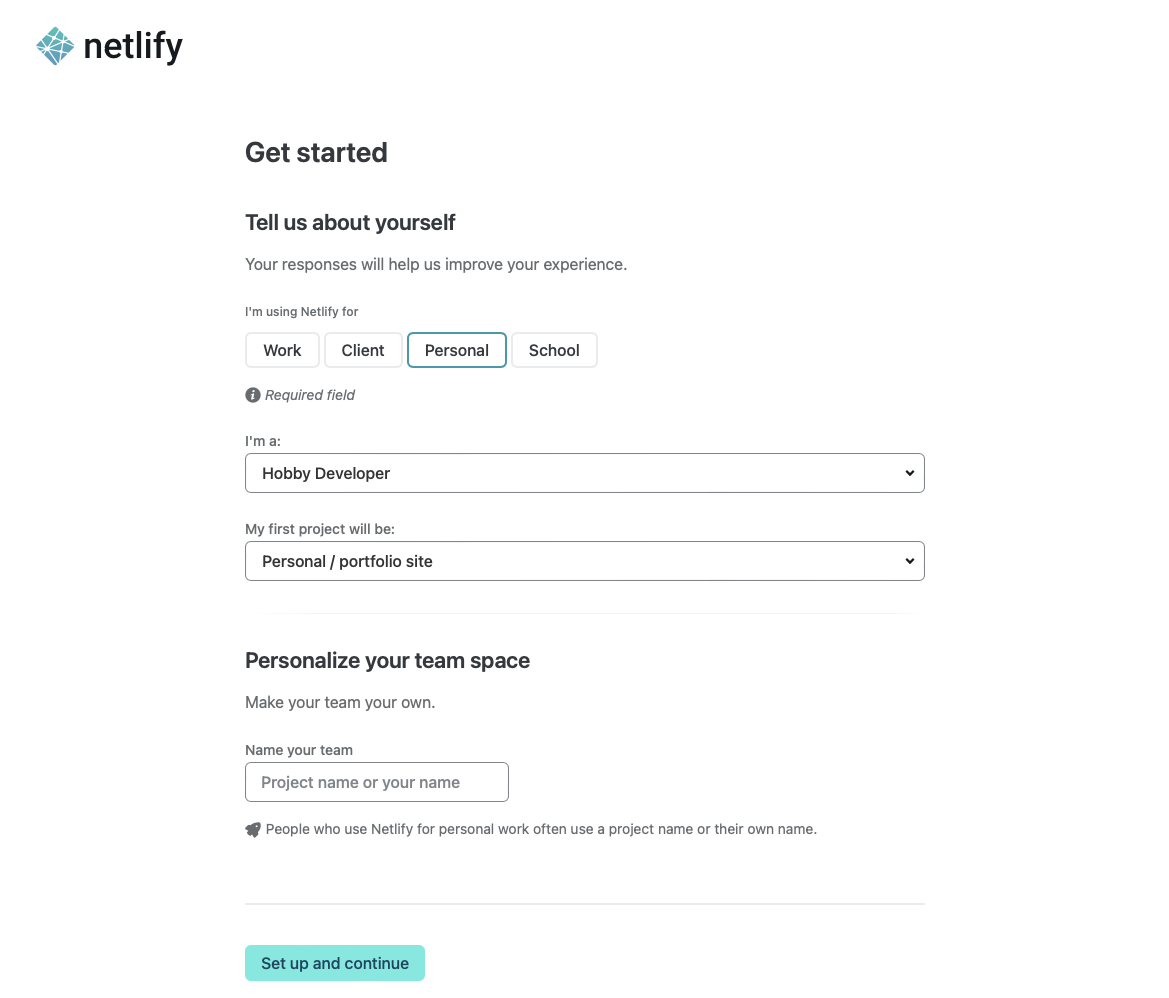 netlify
Get started
Tell us about yourself
Your responses will help us improve your experience.
I'm using Netlify for
Work Client Personal School
Required field
I'm a:
Hobby Developer
My first project will be:
Personal / portfolio site
Personalize your team space
Make your team your own.
Name your team
Project name or your name
People who use Netlify for personal work often use a project name or their own name.
Set up and continue